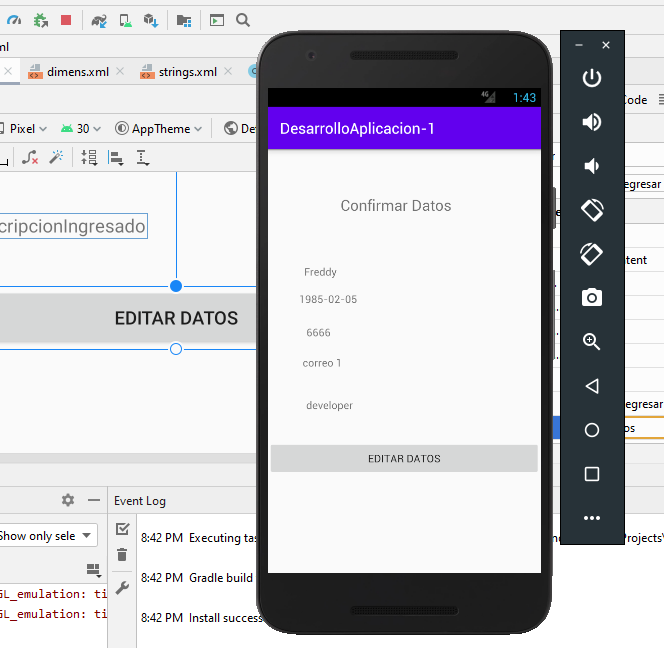 ml
dimens.xml
strings.xml
Pixel
30
AppTheme
De
Code
cripcionIngresado
EDITAR DATOS
4G
1:43
DesarrolloAplicacion-1
Confirmar Datos
Freddy
1985-02-05
6666
correo 1
developer
EDITAR DATOS
egresar
tent
egresar
os
Event Log
Show only sele
8:42 PM Executing tas
8:42 PM Gradle build
8:42 PM Install success
GL_emulation: ti
GL_emulation: ti
Projects\